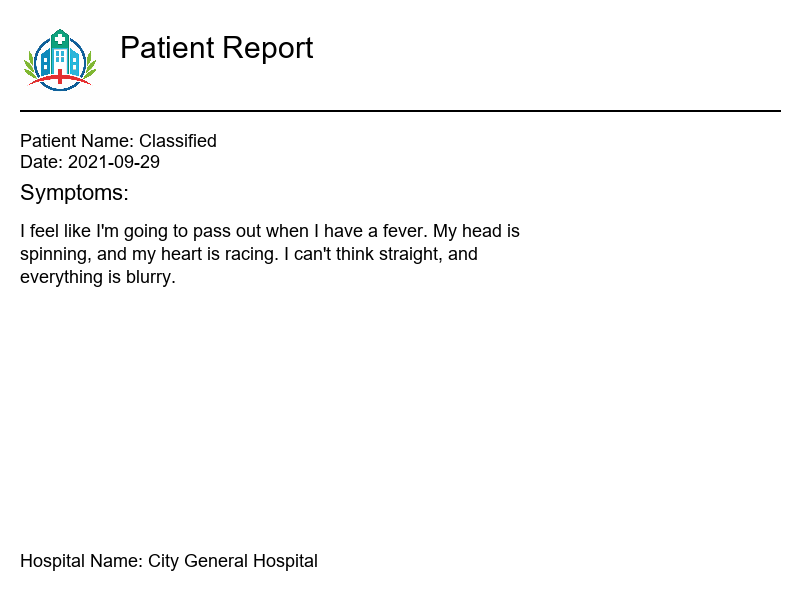 Patient Report
Patient Name: Classified
Date: 2021-09-29
Symptoms:
I feel like I'm going to pass out when I have a fever. My head is
spinning, and my heart is racing. I can't think straight, and
everything is blurry.
Hospital Name: City General Hospital